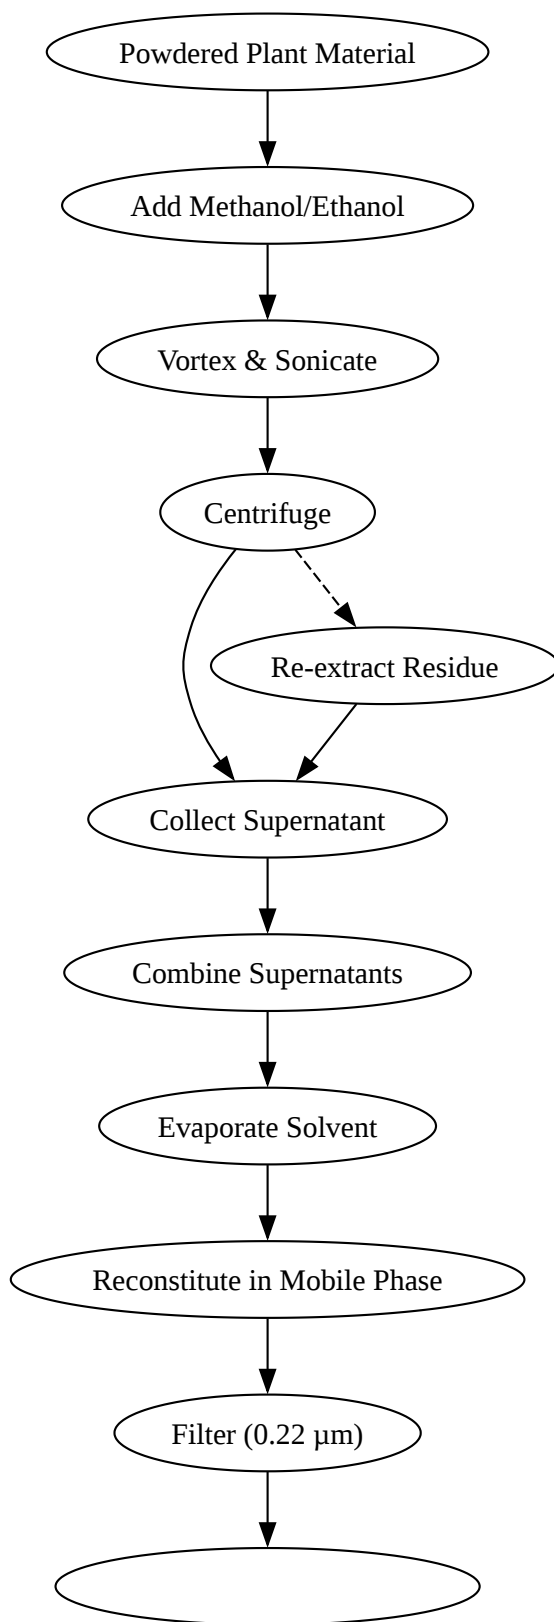 Powdered Plant Material
Add Methanol/Ethanol
Vortex & Sonicate
Centrifuge
Re-extract Residue
Collect Supernatant
Combine Supernatants
Evaporate Solvent
Reconstitute in Mobile Phase
Filter (0.22 µm)